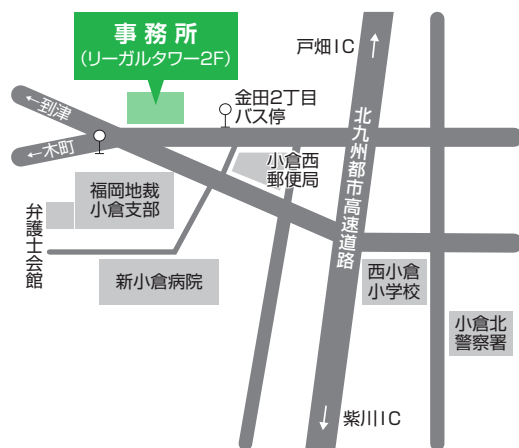 事務所
(リーガルタワー2F)
戸畑IC
←到津
金田2丁目
バス停
←木町
小倉西
郵便局
北九州都市高速道路
福岡地裁
小倉支部
弁護士会館
新小倉病院
西小倉
小学校
小倉北
警察署
紫川IC